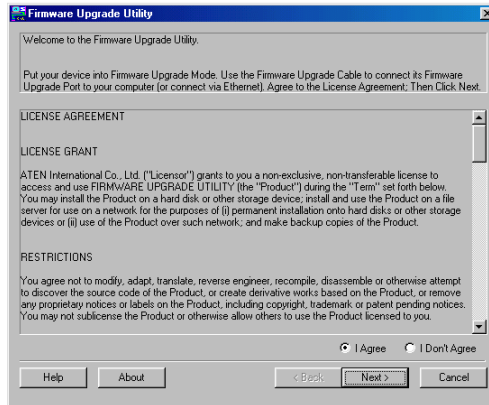 Firmware Upgrade Utility
Welcome to the Firmware Upgrade Utility.
Put your device into Firmware Upgrade Mode. Use the Firmware Upgrade Cable to connect its Firmware
Upgrade Port to your computer (or connect via Ethernet). Agree to the License Agreement; Then Click Next.
LICENSE AGREEMENT
LICENSE GRANT
ATEN International Co., Ltd. ("Licensor") grants to you a non-exclusive, non-transferable license to
access and use FIRMWARE UPGRADE UTILITY (the "Product") during the "Term" set forth below.
You may install the Product on a hard disk or other storage device; install and use the Product on a file
server for use on a network for the purposes of (i) permanent installation onto hard disks or other storage
devices or (ii) use of the Product over such network; and make backup copies of the Product.
RESTRICTIONS
You agree not to modify, adapt, translate, reverse engineer, recompile, disassemble or otherwise attempt
to discover the source code of the Product, or create derivative works based on the Product, or remove
any proprietary notices or labels on the Product, including copyright, trademark or patent pending notices.
You may not sublicense the Product or otherwise allow others to use the Product licensed to you.
I Agree I Don't Agree
Help About < Back Next > Cancel